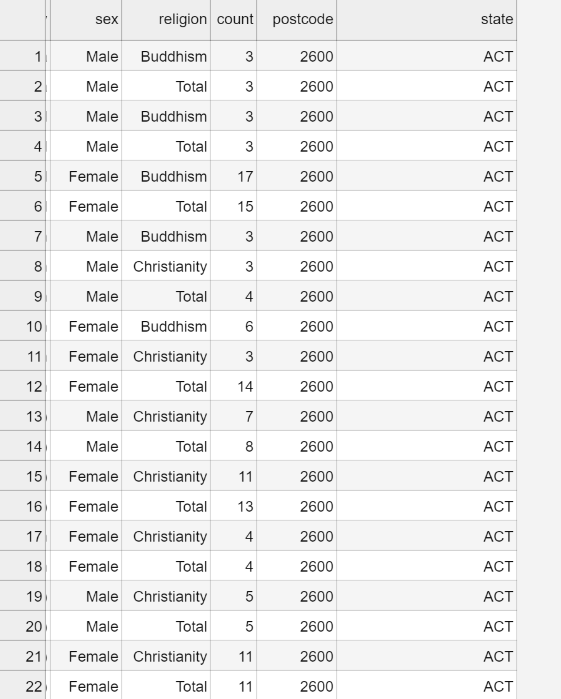 sex religion count postcode state
1 Male Buddhism 3 2600 ACT
2 Male Total 3 2600 ACT
3 Male Buddhism 3 2600 ACT
4 Male Total 3 2600 ACT
5 Female Buddhism 17 2600 ACT
6 Female Total 15 2600 ACT
7 Male Buddhism 3 2600 ACT
8 Male Christianity 3 2600 ACT
9 Male Total 4 2600 ACT
10 Female Buddhism 6 2600 ACT
11 Female Christianity 3 2600 ACT
12 Female Total 14 2600 ACT
13 Male Christianity 7 2600 ACT
14 Male Total 8 2600 ACT
15 Female Christianity 11 2600 ACT
16 Female Total 13 2600 ACT
17 Female Christianity 4 2600 ACT
18 Female Total 4 2600 ACT
19 Male Christianity 5 2600 ACT
20 Male Total 5 2600 ACT
21 Female Christianity 11 2600 ACT
22 Female Total 11 2600 ACT